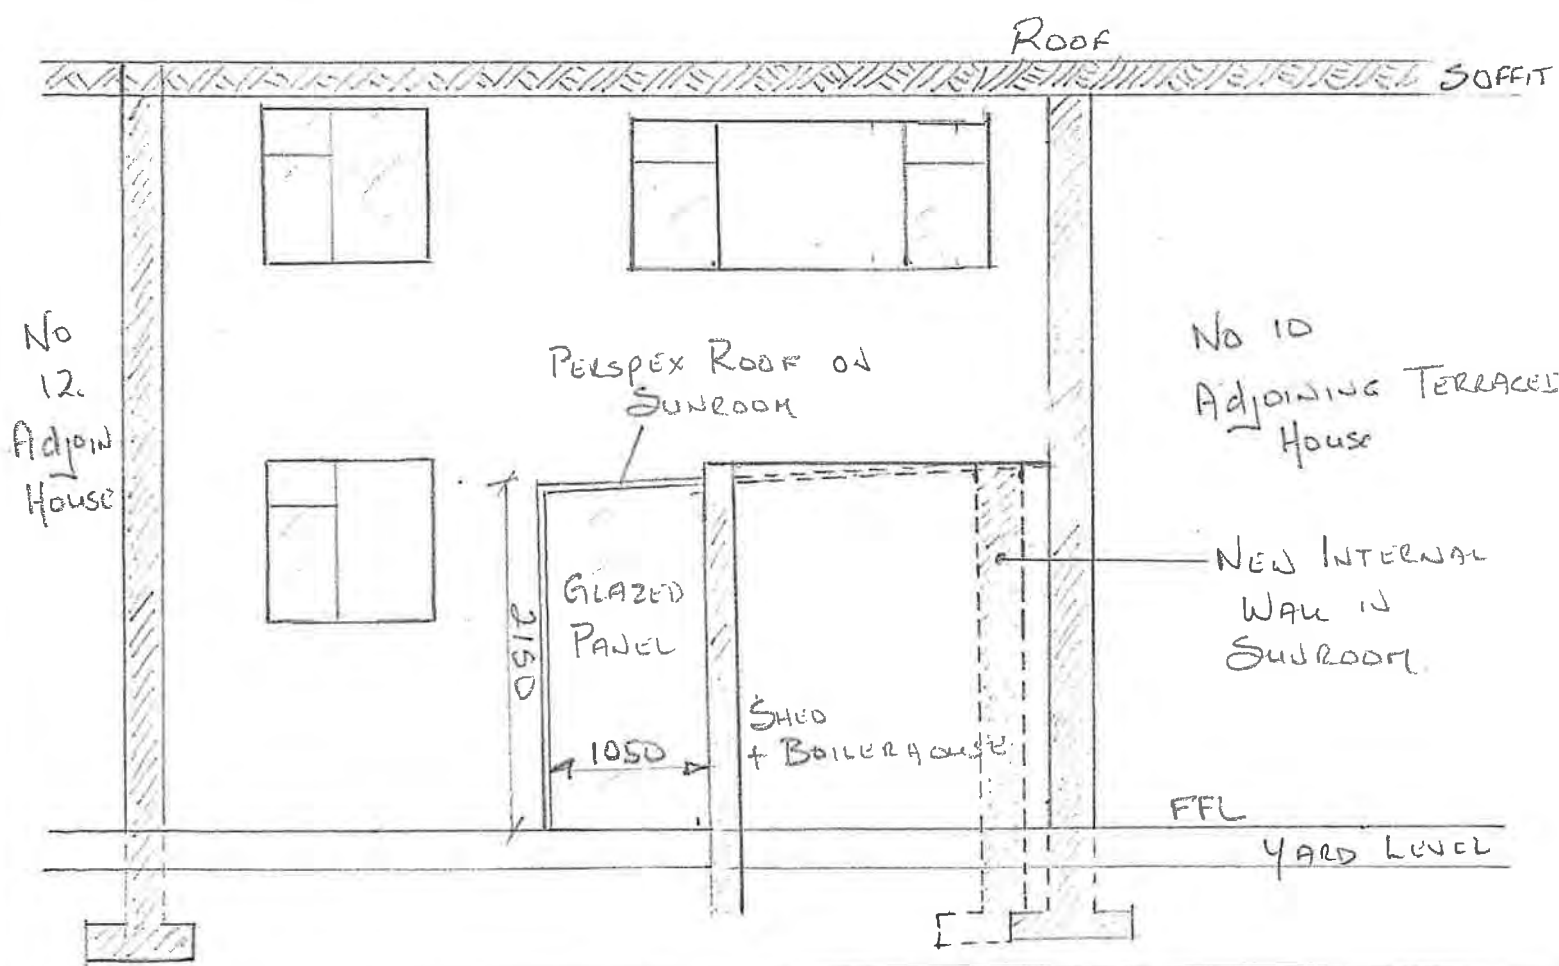 ROOF
SOFFIT
No
12.
Adjoin
House
PERSPEX ROOF ON
SUNROOM
No 10
Adjoining TERRACED
House
GLAZED
PANEL
2150
1050
NEW INTERNAL
WALL IN
SUNROOM
SHED
+ BOILERHOUSE
FFL
YARD LEVEL